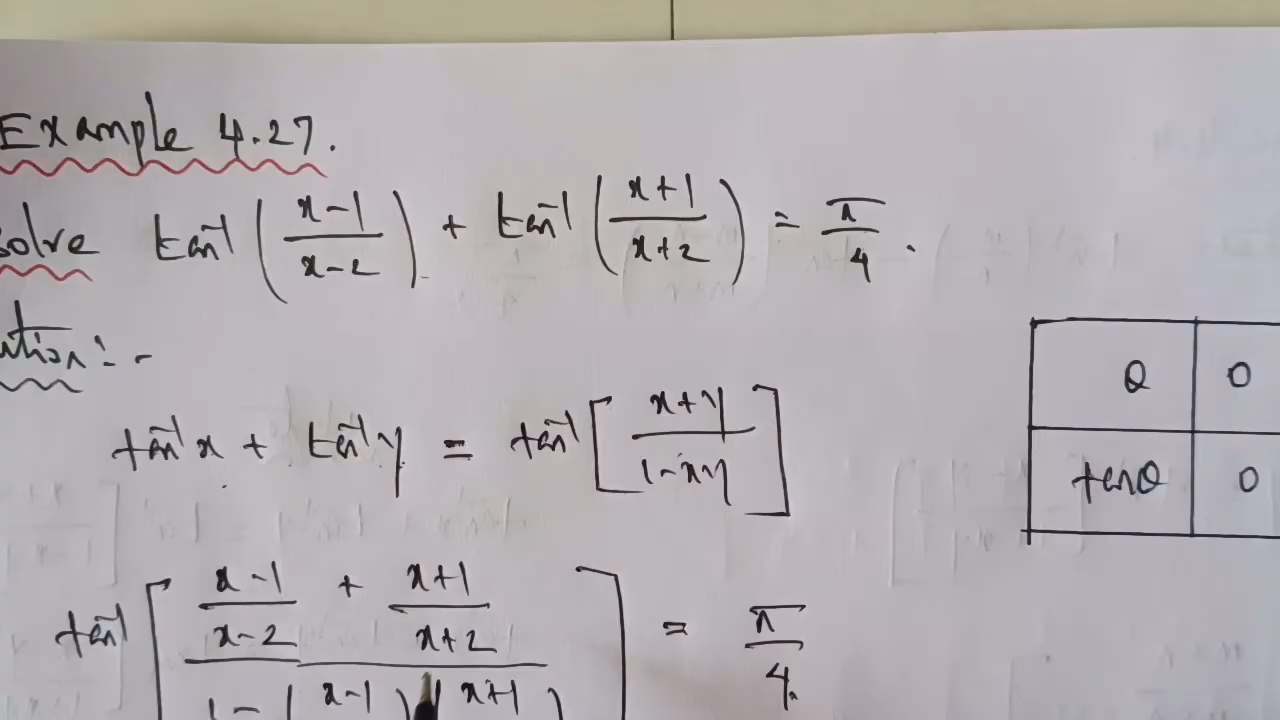 Example 4.27.
solve tan⁻¹ ( x-1 / x-2 ) + tan⁻¹ ( x+1 / x+2 ) = π / 4 .
ution:-
tan⁻¹x + tan⁻¹y = tan⁻¹ [ x+y / 1-xy ]
θ 0
tanθ 0
tan⁻¹ [ x-1 / x-2 + x+1 / x+2 ] = π / 4.
1 - ( x-1 ) ( x+1 )